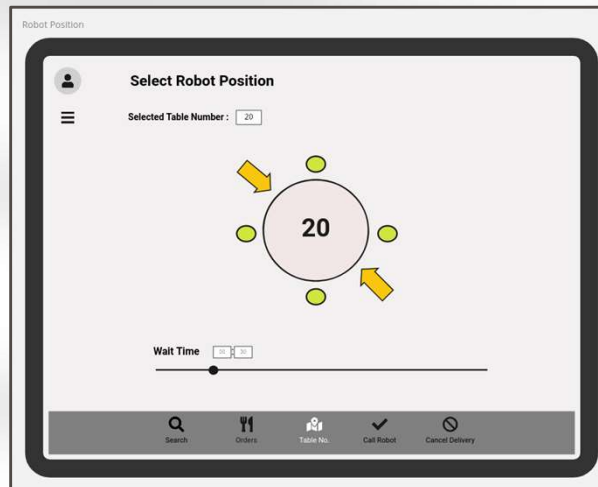 Robot Position
Select Robot Position
Selected Table Number : 20
20
Wait Time
Search Orders Table No. Call Robot Cancel Delivery